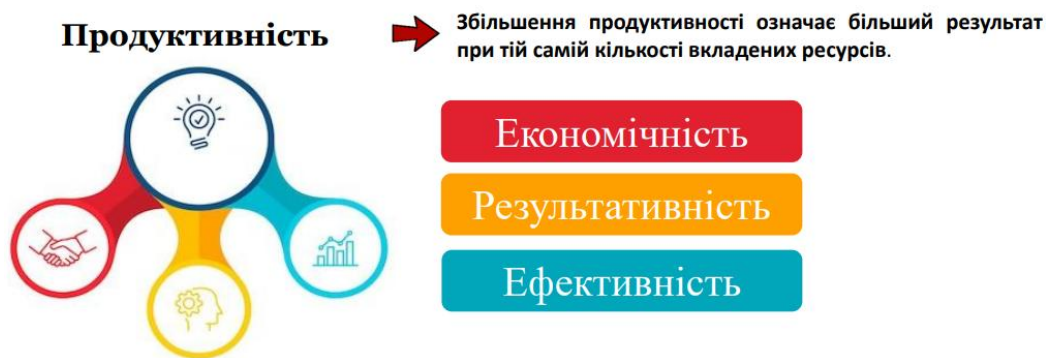 Продуктивність
Збільшення продуктивності означає більший результат
при тій самій кількості вкладених ресурсів.
Економічність
Результативність
Ефективність